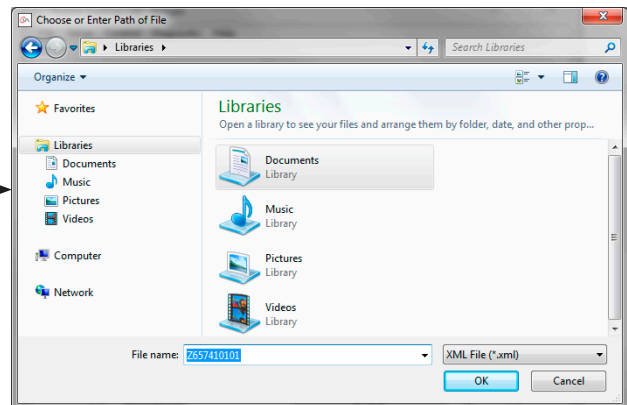 Choose or Enter Path of File
Libraries
Search Libraries
Organize
Favorites
Libraries
Documents
Music
Pictures
Videos
Computer
Network
Libraries
Open a library to see your files and arrange them by folder, date, and other prop...
Documents
Library
Music
Library
Pictures
Library
Videos
Library
File name: Z657410101
XML File (*.xml)
OK Cancel